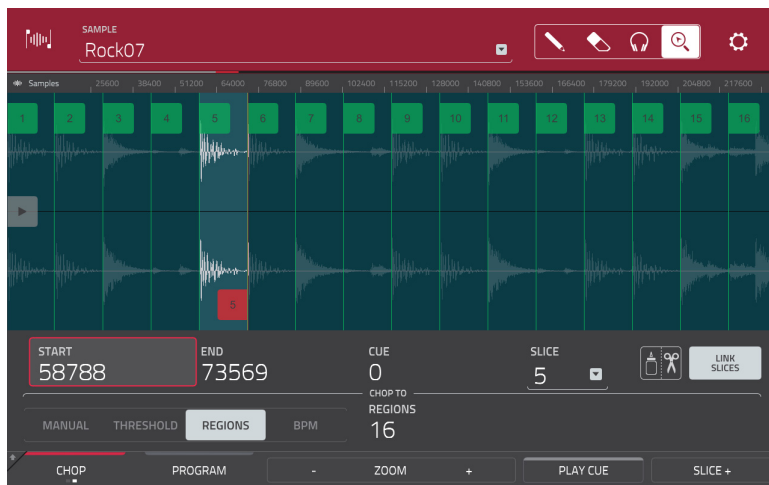 SAMPLE
Rock07
Samples 25600 38400 51200 64000 76800 89600 102400 115200 128000 140800 153600 166400 179200 192000 204800 217600
1 2 3 4 5 6 7 8 9 10 11 12 13 14 15 16
5
START END CUE SLICE
58788 73569 0 5
LINK SLICES
CHOP TO
MANUAL THRESHOLD REGIONS BPM
REGIONS
16
CHOP PROGRAM - ZOOM + PLAY CUE SLICE +